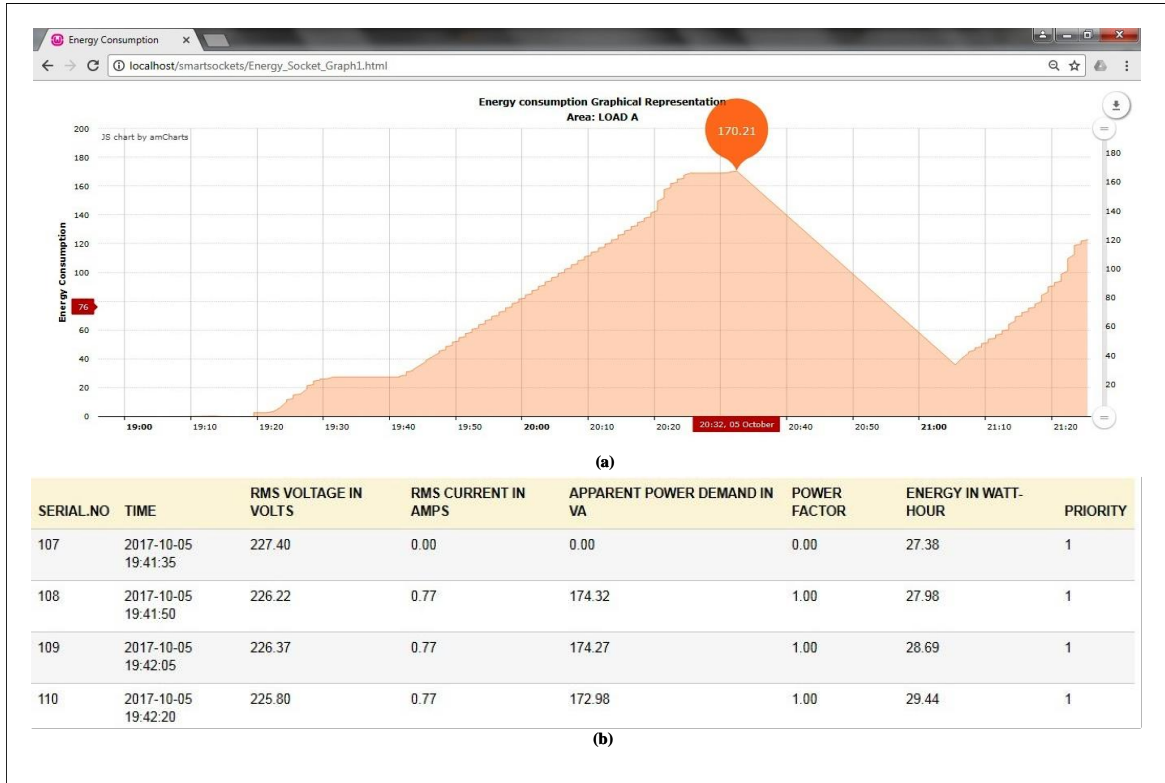 Energy Consumption
localhost/smartsockets/Energy_Socket_Graph1.html
Energy consumption Graphical Representation
Area: LOAD A
JS chart by amCharts
170.21
Energy Consumption
200
180
160
140
120
100
80
60
40
20
0
76
180
160
140
120
100
80
60
40
20
19:00 19:10 19:20 19:30 19:40 19:50 20:00 20:10 20:20 20:32, 05 October 20:40 20:50 21:00 21:10 21:20
(a)
SERIAL.NO TIME RMS VOLTAGE IN VOLTS RMS CURRENT IN AMPS APPARENT POWER DEMAND IN VA POWER FACTOR ENERGY IN WATT-HOUR PRIORITY
107 2017-10-05 19:41:35 227.40 0.00 0.00 0.00 27.38 1
108 2017-10-05 19:41:50 226.22 0.77 174.32 1.00 27.98 1
109 2017-10-05 19:42:05 226.37 0.77 174.27 1.00 28.69 1
110 2017-10-05 19:42:20 225.80 0.77 172.98 1.00 29.44 1
(b)